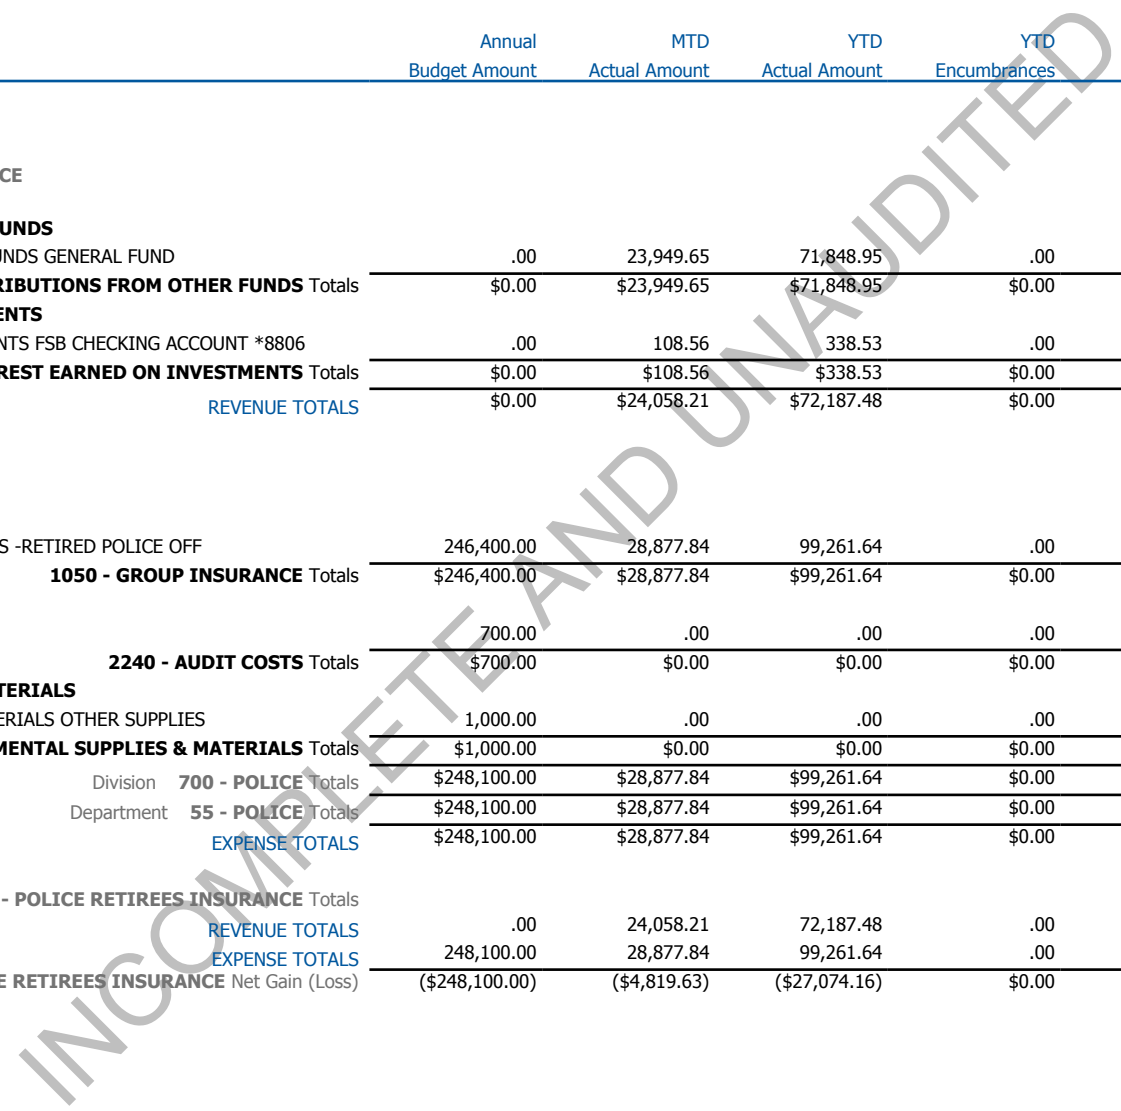 Annual MTD YTD YTD
Budget Amount Actual Amount Actual Amount Encumbrances
CE
UNDS
UNDS GENERAL FUND .00 23,949.65 71,848.95 .00
RIBUTIONS FROM OTHER FUNDS Totals $0.00 $23,949.65 $71,848.95 $0.00
ENTS
NTS FSB CHECKING ACCOUNT *8806 .00 108.56 338.53 .00
REST EARNED ON INVESTMENTS Totals $0.00 $108.56 $338.53 $0.00
REVENUE TOTALS $0.00 $24,058.21 $72,187.48 $0.00
S -RETIRED POLICE OFF 246,400.00 28,877.84 99,261.64 .00
1050 - GROUP INSURANCE Totals $246,400.00 $28,877.84 $99,261.64 $0.00
700.00 .00 .00 .00
2240 - AUDIT COSTS Totals $700.00 $0.00 $0.00 $0.00
TERIALS
ERIALS OTHER SUPPLIES 1,000.00 .00 .00 .00
MENTAL SUPPLIES & MATERIALS Totals $1,000.00 $0.00 $0.00 $0.00
Division 700 - POLICE Totals $248,100.00 $28,877.84 $99,261.64 $0.00
Department 55 - POLICE Totals $248,100.00 $28,877.84 $99,261.64 $0.00
EXPENSE TOTALS $248,100.00 $28,877.84 $99,261.64 $0.00
- POLICE RETIREES INSURANCE Totals
REVENUE TOTALS .00 24,058.21 72,187.48 .00
EXPENSE TOTALS 248,100.00 28,877.84 99,261.64 .00
E RETIREES INSURANCE Net Gain (Loss) ($248,100.00) ($4,819.63) ($27,074.16) $0.00
INCOMPLETE AND UNAUDITED